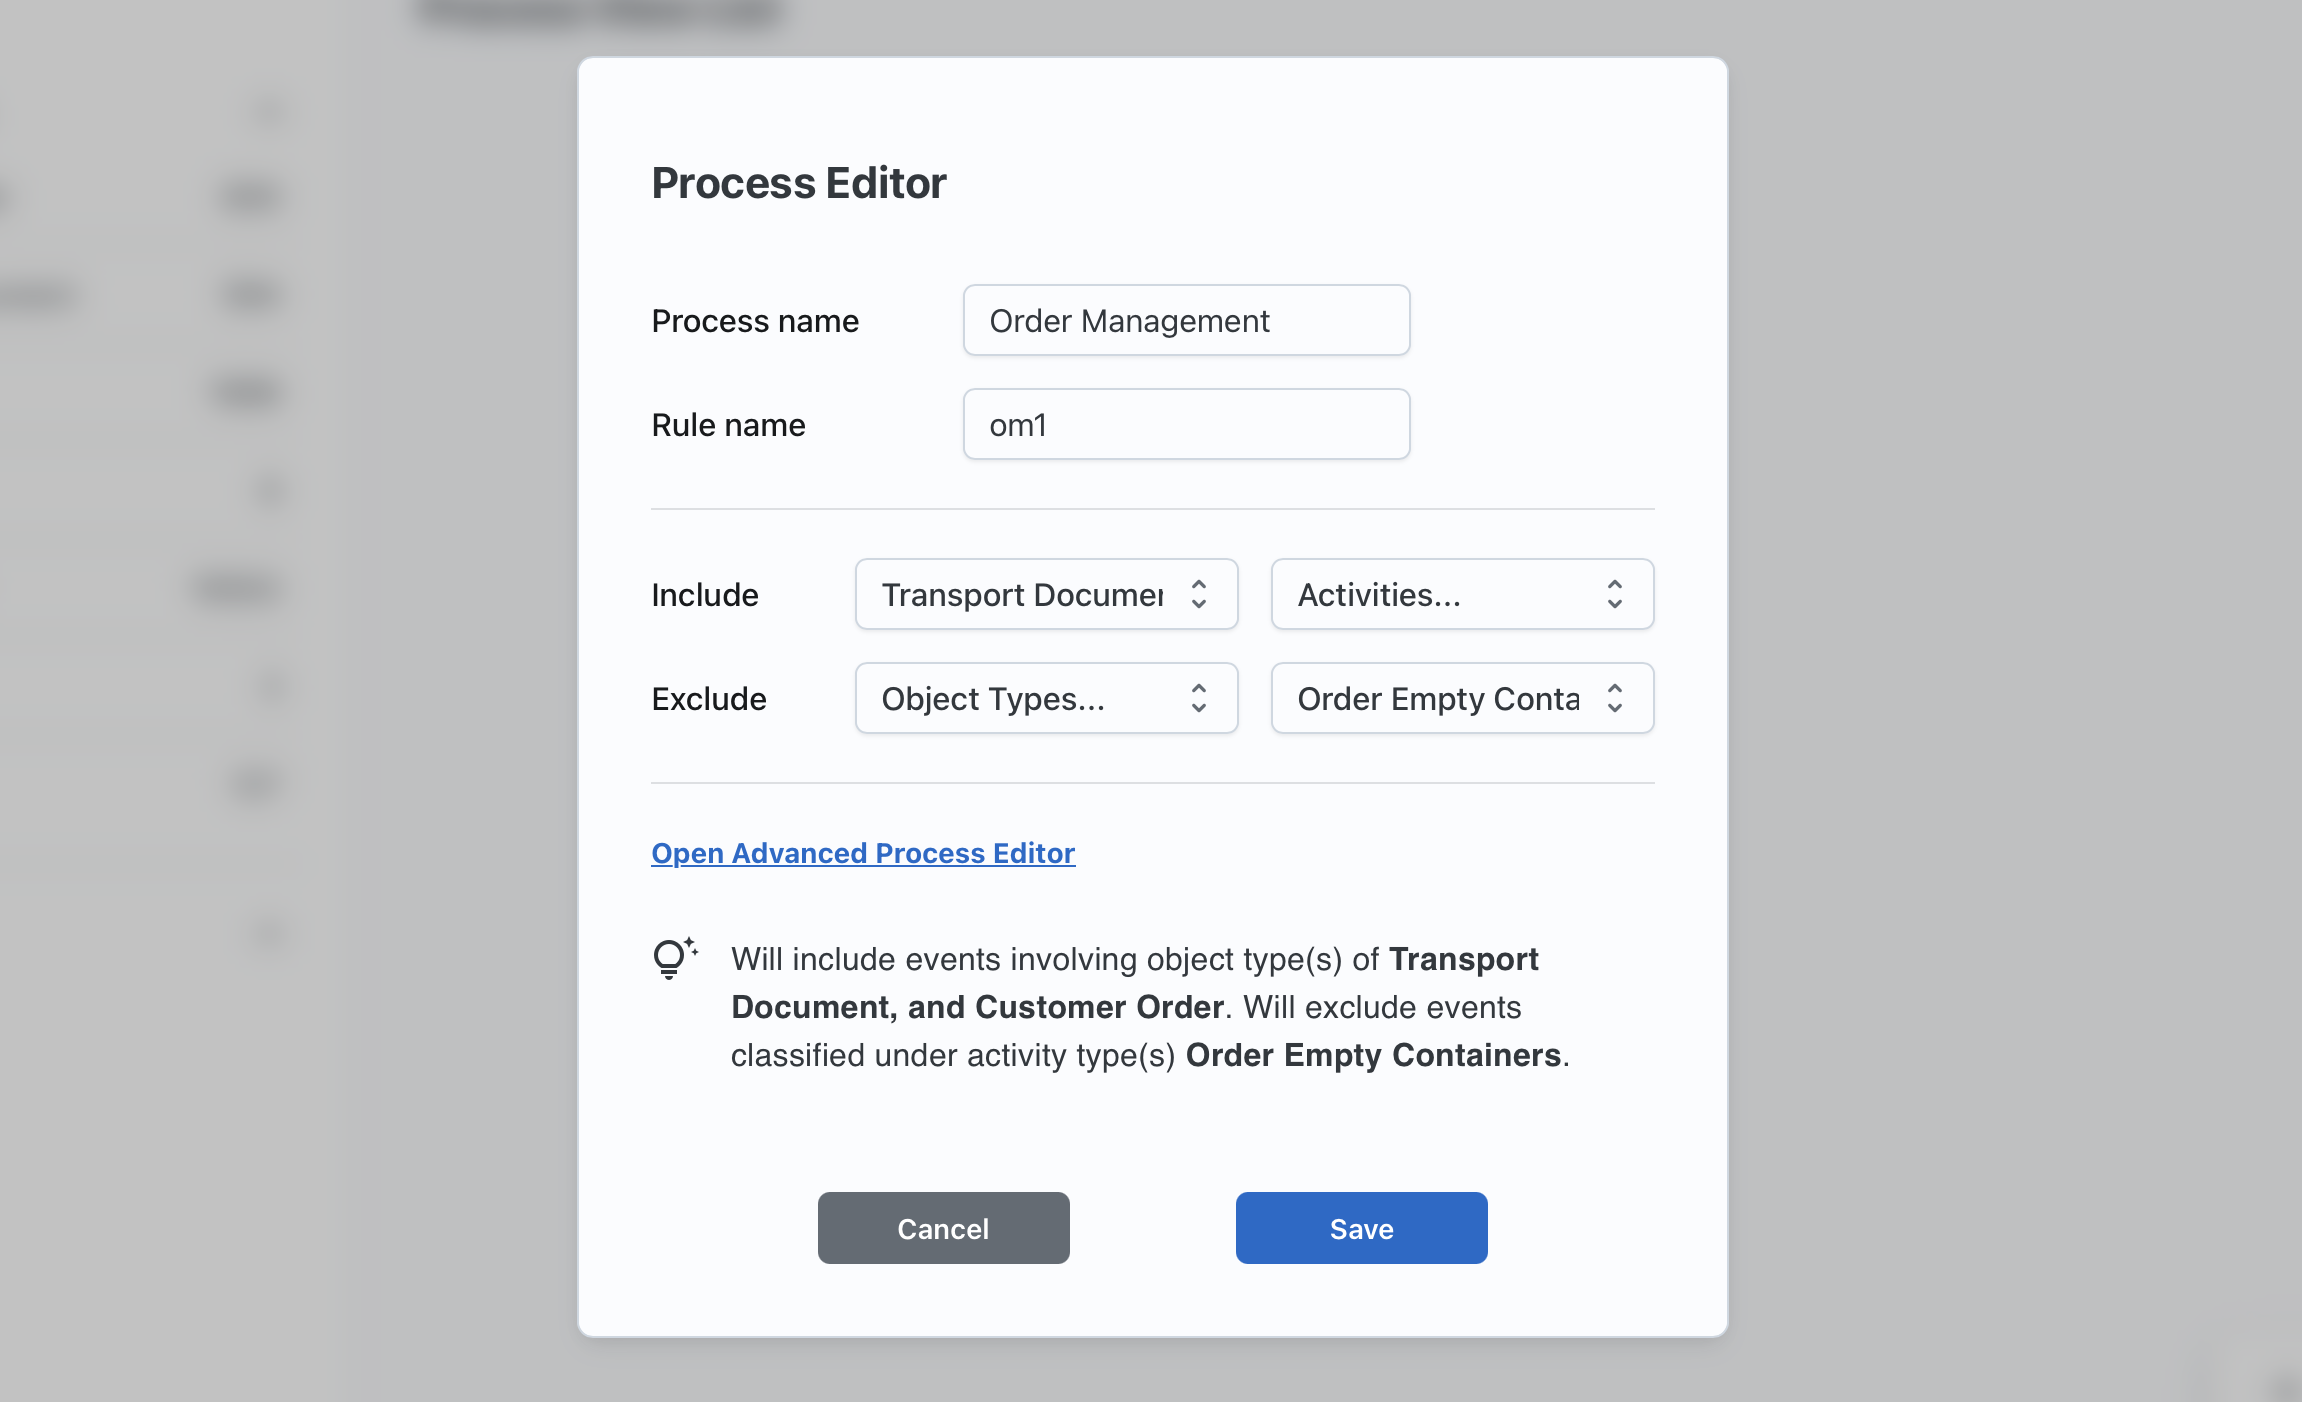 Process Editor
Process name
Order Management
Rule name
om1
Include
Transport Documen
Activities...
Exclude
Object Types...
Order Empty Conta
Open Advanced Process Editor
Will include events involving object type(s) of Transport
Document, and Customer Order. Will exclude events
classified under activity type(s) Order Empty Containers.
Cancel
Save